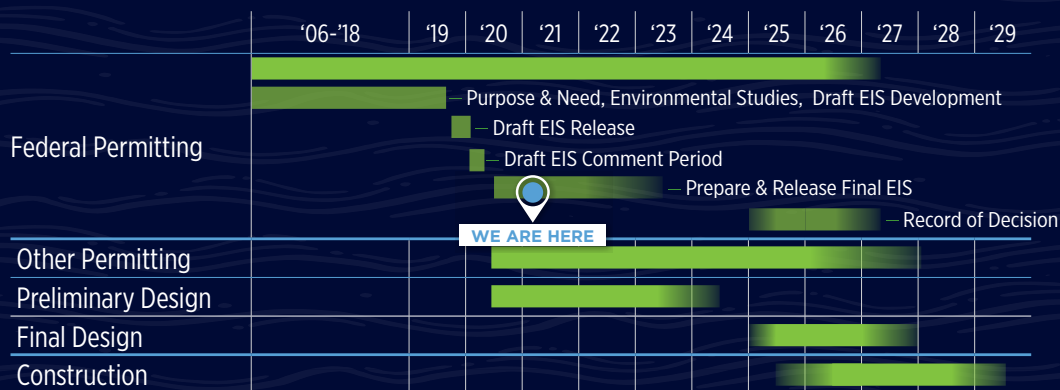 ‘06-’18 ‘19 ‘20 ‘21 ‘22 ‘23 ‘24 ‘25 ‘26 ‘27 ‘28 ‘29
Purpose & Need, Environmental Studies, Draft EIS Development
Draft EIS Release
Federal Permitting
Draft EIS Comment Period
Prepare & Release Final EIS
Record of Decision
WE ARE HERE
Other Permitting
Preliminary Design
Final Design
Construction